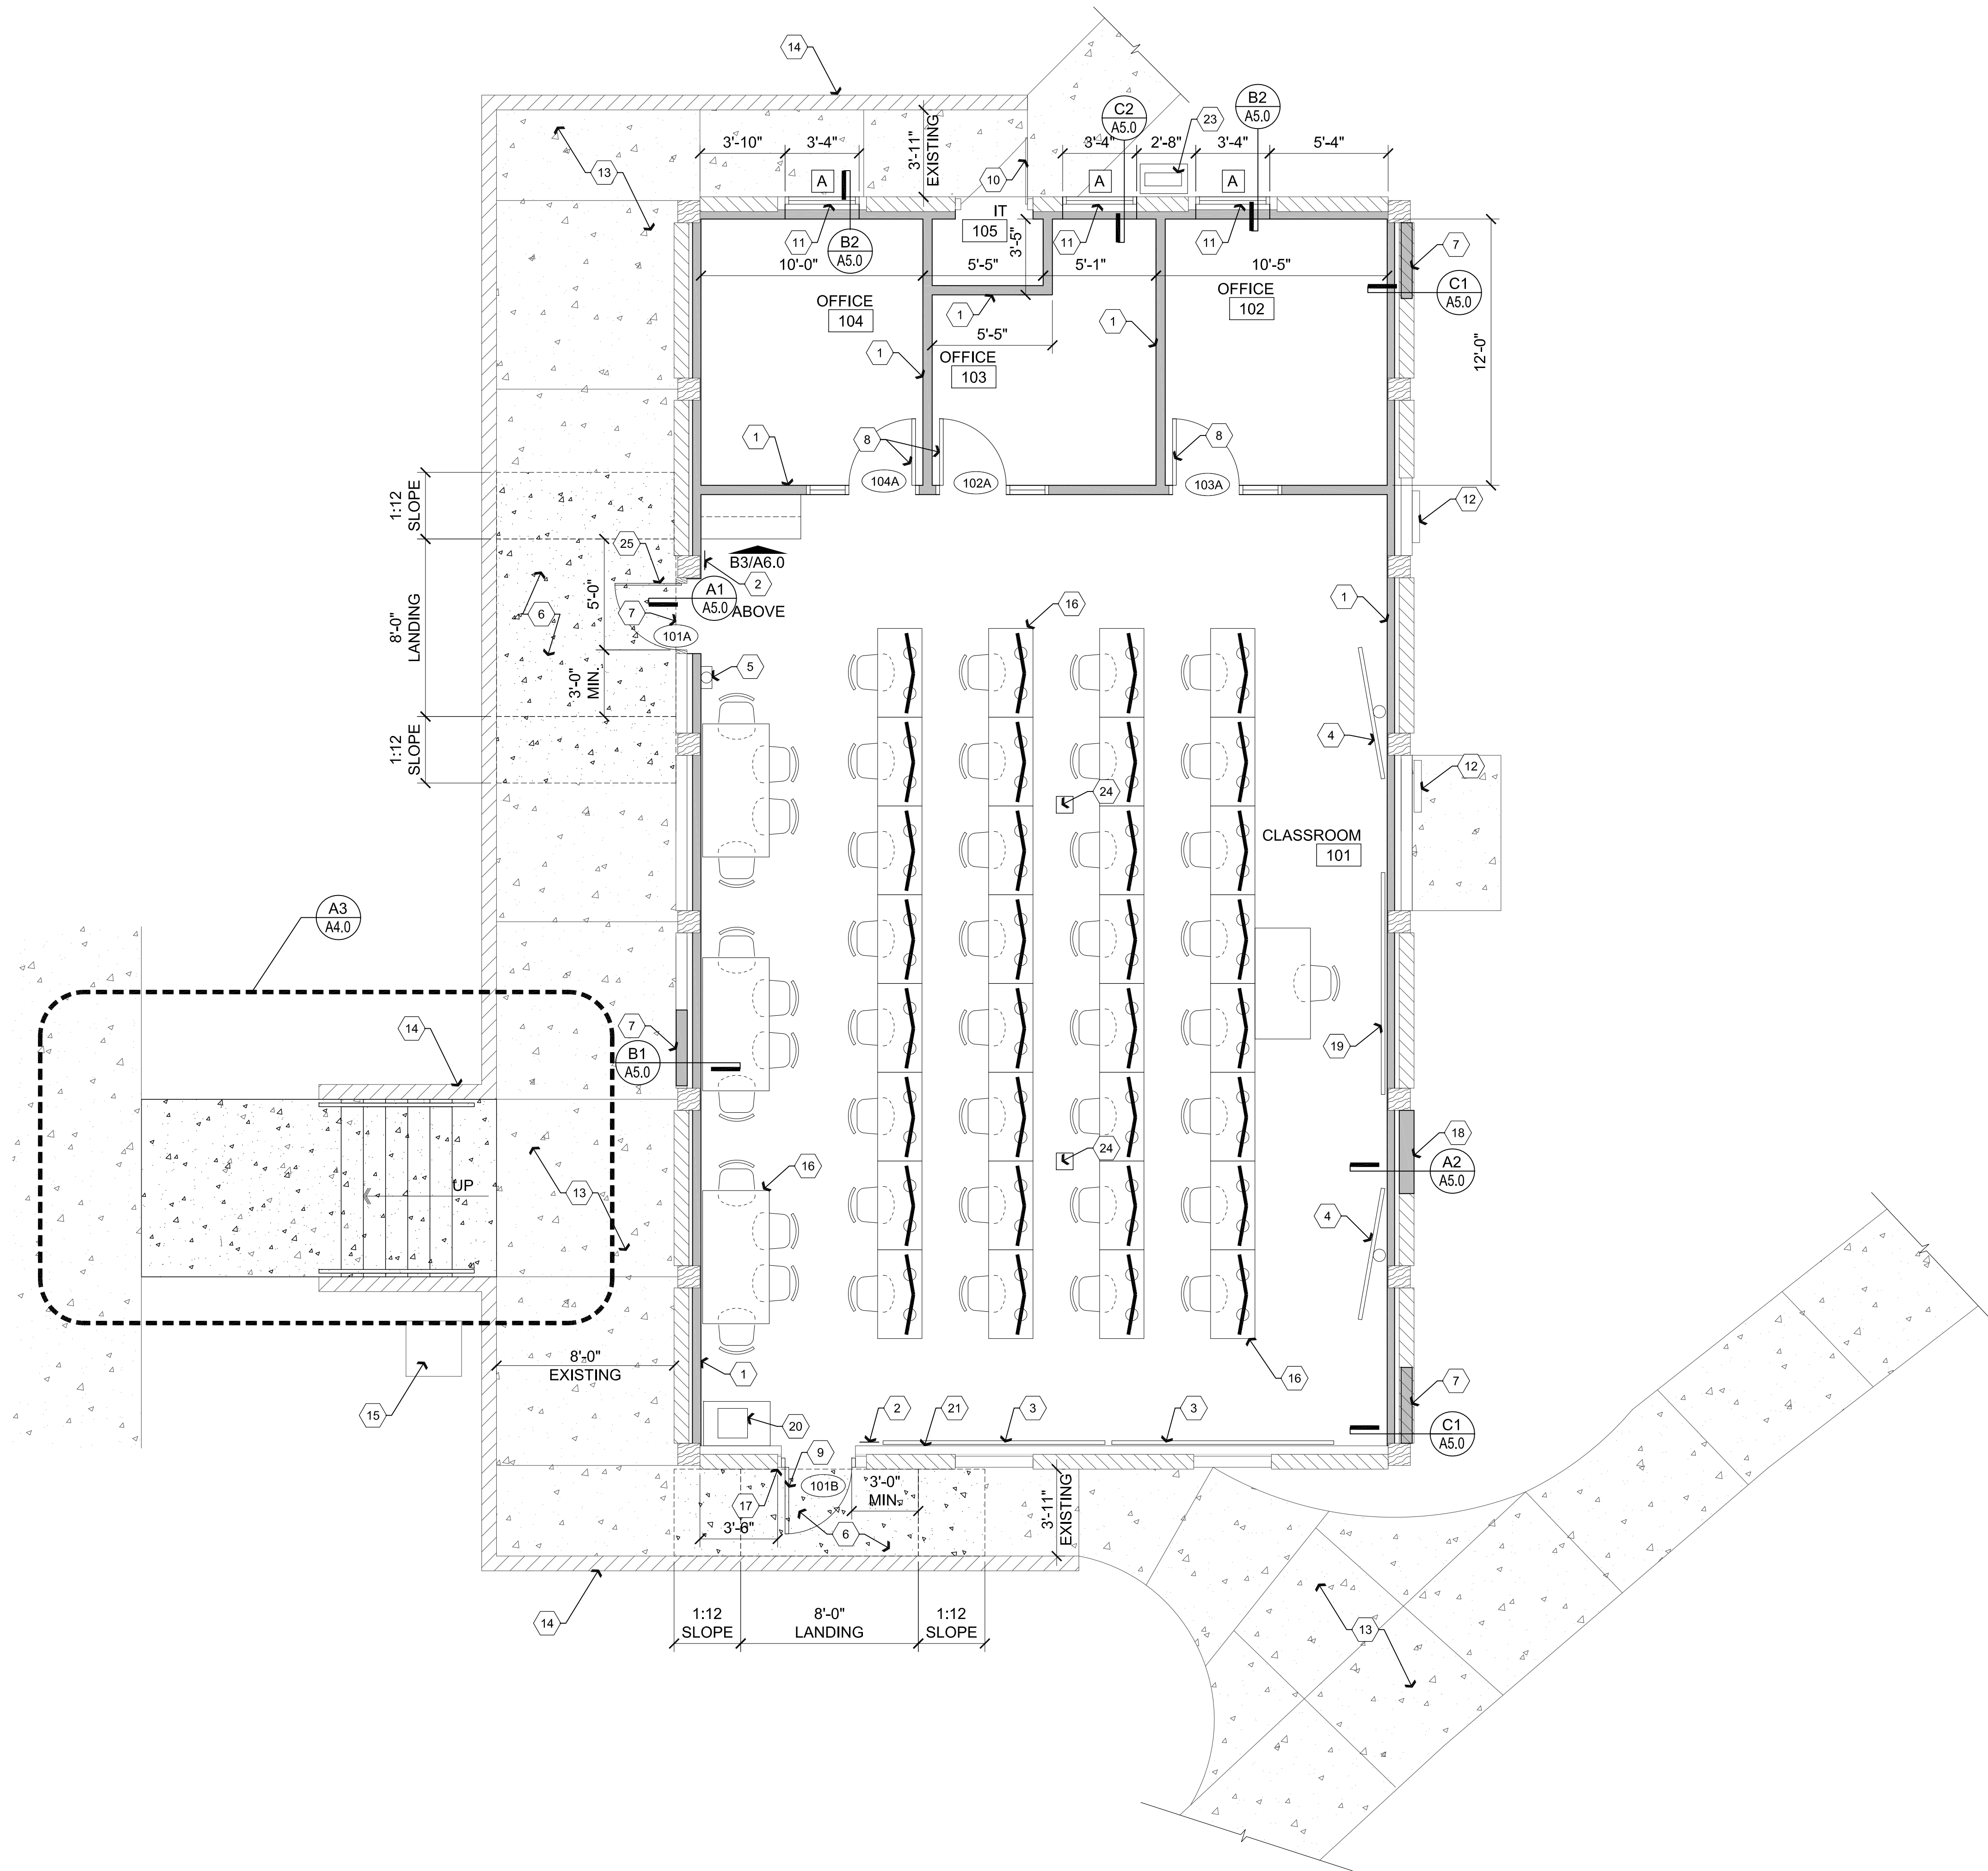 14
C2
A5.0
B2
A5.0
23
3'-10"
3'-4"
3'-11"
EXISTING
3'-4"
2'-8"
3'-4"
5'-4"
13
10
A
A
A
IT
105
3'-5"
11
B2
A5.0
11
11
7
10'-0"
5'-5"
5'-1"
10'-5"
C1
A5.0
OFFICE
104
OFFICE
102
1
1
5'-5"
1
OFFICE
103
12'-0"
1
8
8
104A
102A
103A
12
1:12
SLOPE
25
B3/A6.0
2
5'-0"
A1
A5.0
ABOVE
7
101A
6
8'-0"
LANDING
16
1
5
3'-0"
MIN.
4
1:12
SLOPE
12
24
CLASSROOM
101
A3
A4.0
14
7
B1
A5.0
19
18
24
A2
A5.0
16
UP
13
4
8'-0"
EXISTING
1
16
7
15
20
2
21
3
3
C1
A5.0
9
17
101B
3'-0"
MIN.
3'-6"
6
3'-11"
EXISTING
14
1:12
SLOPE
8'-0"
LANDING
1:12
SLOPE
13